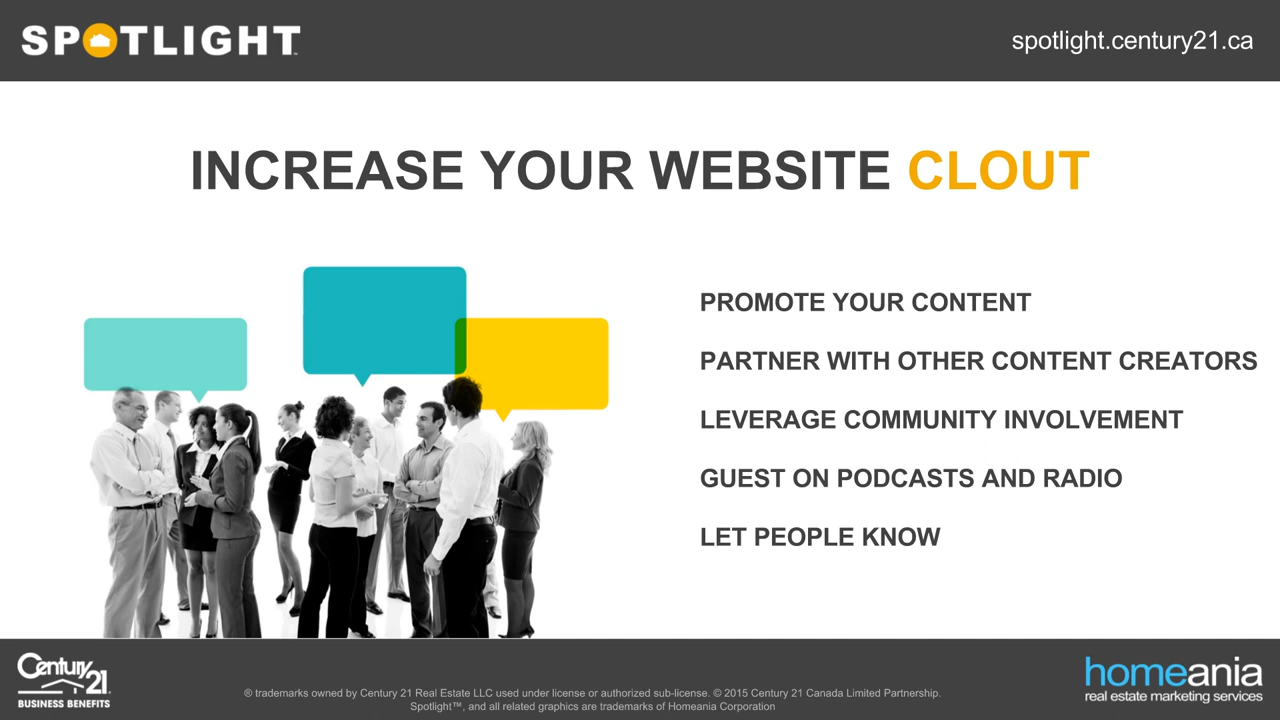 SPOTLIGHT™
spotlight.century21.ca
INCREASE YOUR WEBSITE CLOUT
PROMOTE YOUR CONTENT
PARTNER WITH OTHER CONTENT CREATORS
LEVERAGE COMMUNITY INVOLVEMENT
GUEST ON PODCASTS AND RADIO
LET PEOPLE KNOW
Century 21
BUSINESS BENEFITS
® trademarks owned by Century 21 Real Estate LLC used under license or authorized sub-license. © 2015 Century 21 Canada Limited Partnership.
Spotlight™, and all related graphics are trademarks of Homeania Corporation
homeania
real estate marketing services